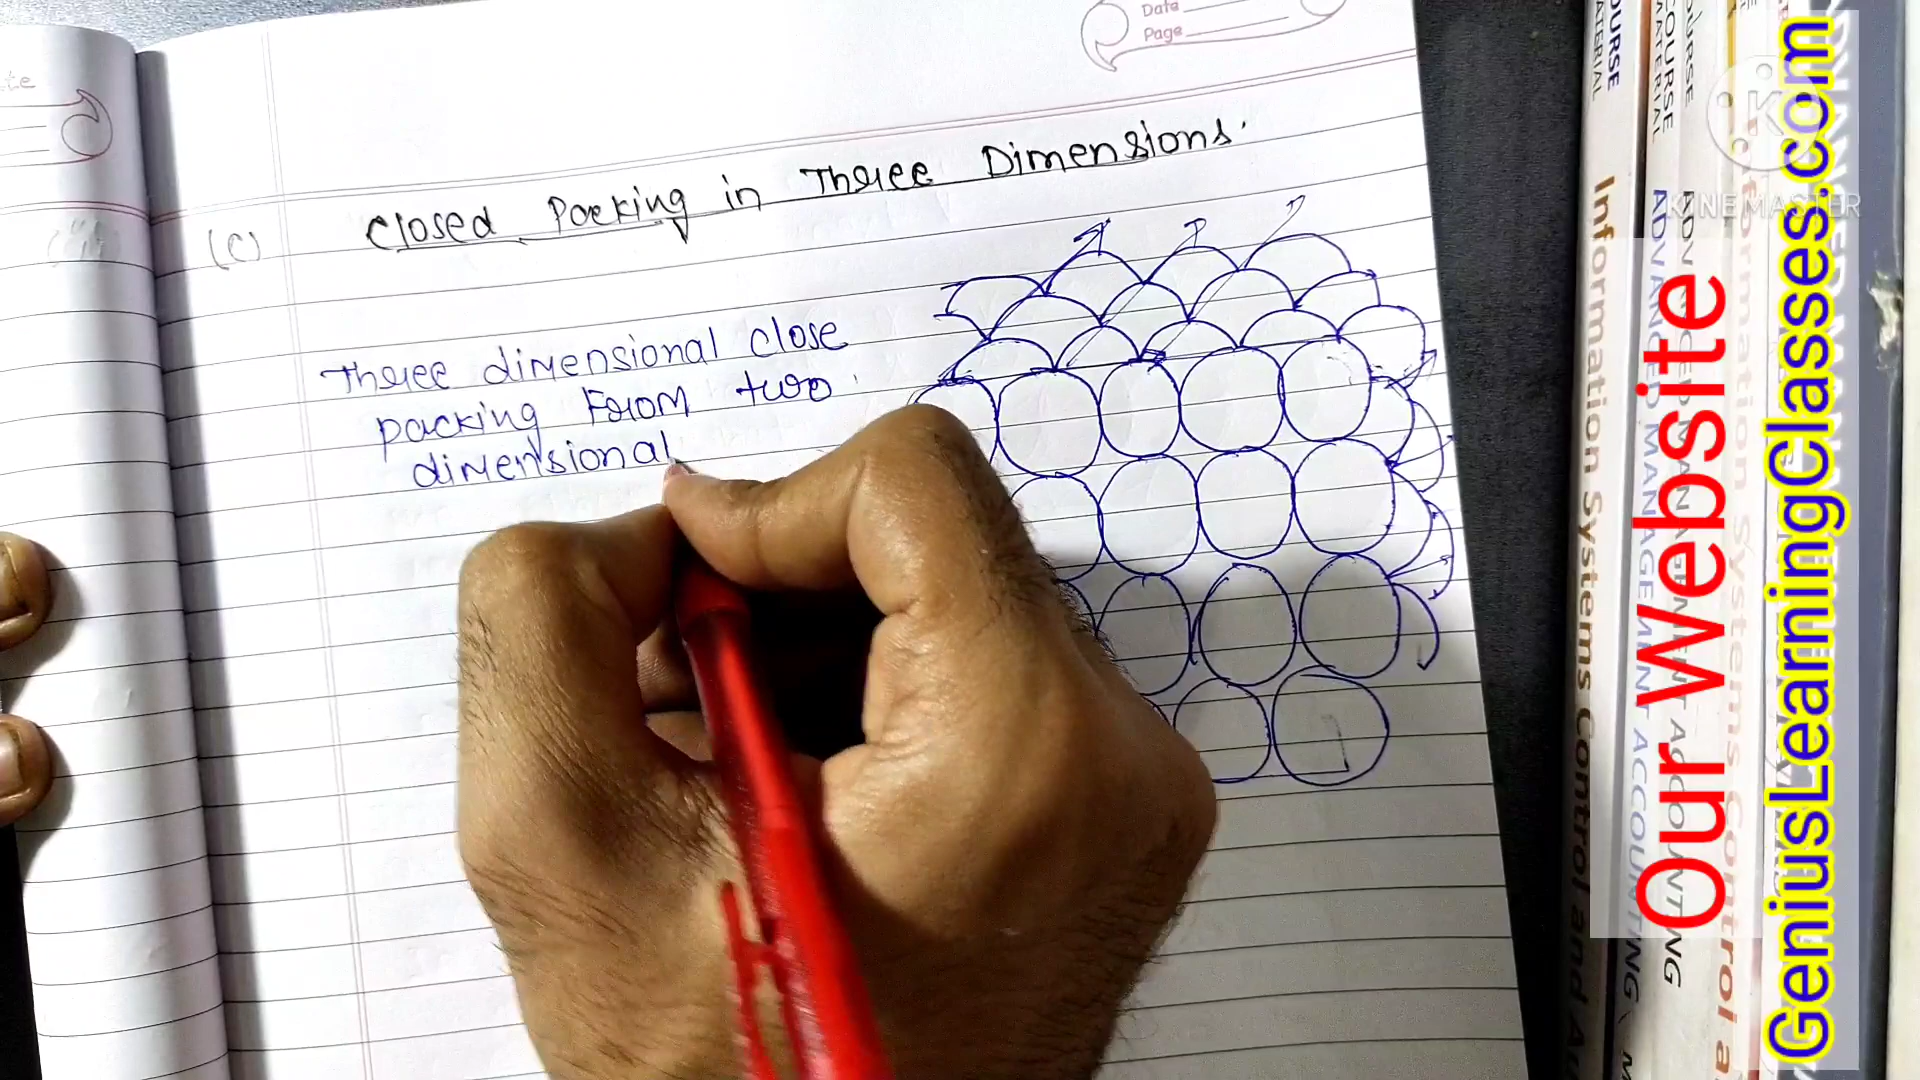 Date
Page
te
(C) Closed Packing in Three Dimensions.
Three dimensional close
packing From two
dimensional
Our Website
GeniusLearningClasses.com
KINEMASTER
COURSE
MATERIAL
Information Systems Control and
ADVANCED MANAGEMENT ACCOUNTING